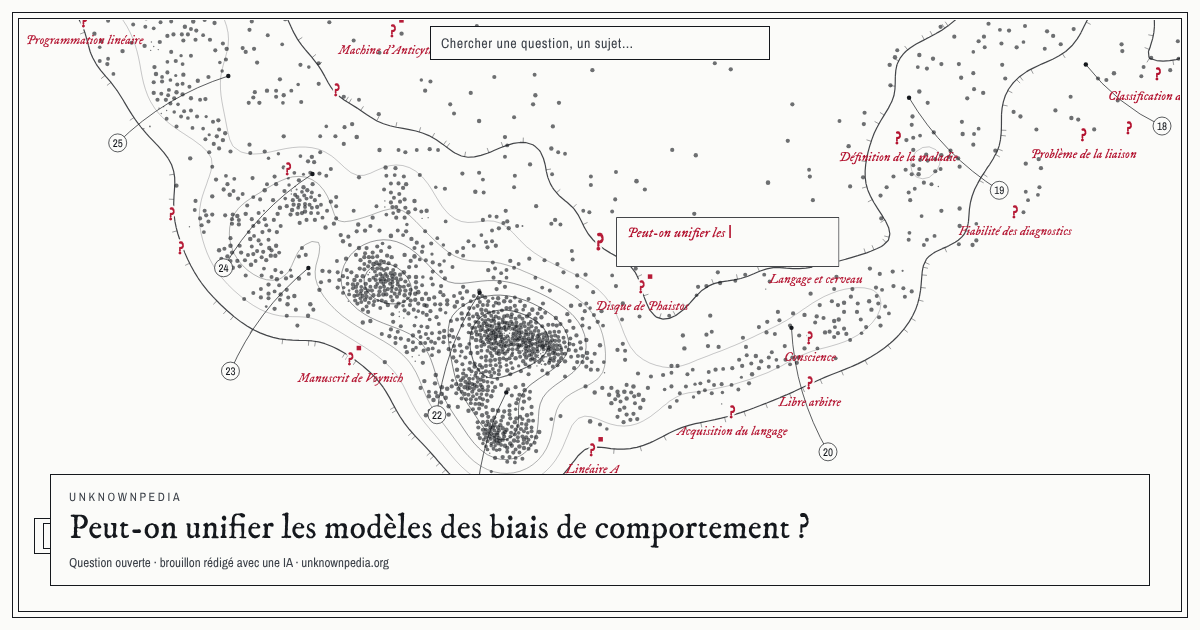 Programmation linéaire
Machine d'Anticyt
Chercher une question, un sujet...
Classification d
18
25
Définition de la maladie
Problème de la liaison
19
Fiabilité des diagnostics
Peut-on unifier les
24
Langage et cerveau
Disque de Phaistos
Conscience
23
Manuscrit de Voynich
Libre arbitre
22
Acquisition du langage
20
Linéaire A
UNKNOWNPEDIA
Peut-on unifier les modèles des biais de comportement ?
Question ouverte · brouillon rédigé avec une IA · unknownpedia.org